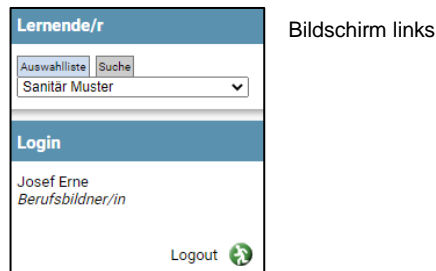 Lernende/r
Bildschirm links
Auswahlliste Suche
Sanitär Muster
Login
Josef Erne
Berufsbildner/in
Logout